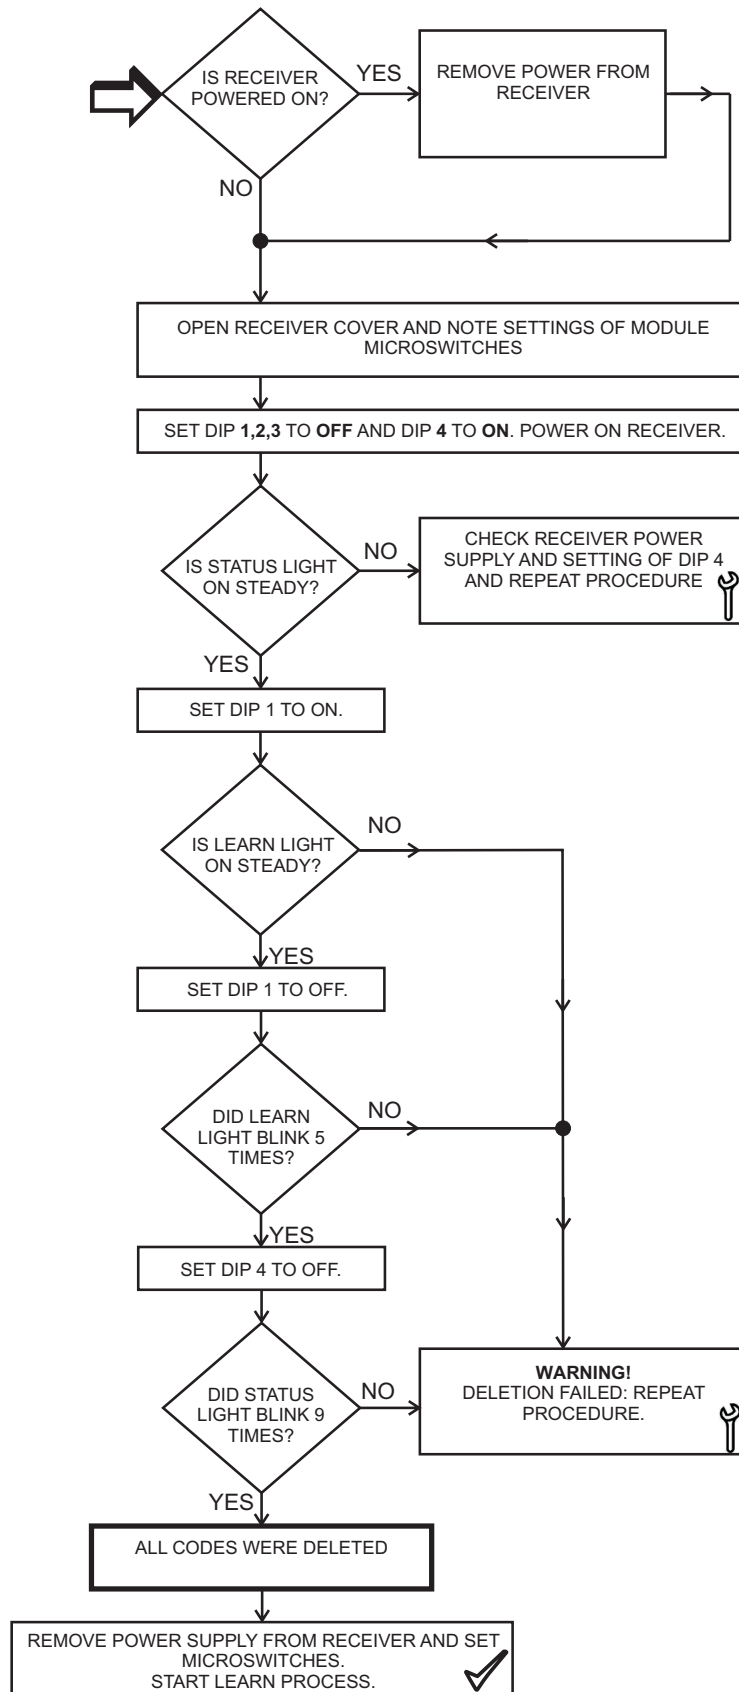 IS RECEIVER
POWERED ON?
YES
REMOVE POWER FROM
RECEIVER
NO
OPEN RECEIVER COVER AND NOTE SETTINGS OF MODULE
MICROSWITCHES
SET DIP 1,2,3 TO OFF AND DIP 4 TO ON. POWER ON RECEIVER.
IS STATUS LIGHT
ON STEADY?
NO
CHECK RECEIVER POWER
SUPPLY AND SETTING OF DIP 4
AND REPEAT PROCEDURE
YES
SET DIP 1 TO ON.
IS LEARN LIGHT
ON STEADY?
NO
YES
SET DIP 1 TO OFF.
DID LEARN
LIGHT BLINK 5
TIMES?
NO
YES
SET DIP 4 TO OFF.
DID STATUS
LIGHT BLINK 9
TIMES?
NO
WARNING!
DELETION FAILED: REPEAT
PROCEDURE.
YES
ALL CODES WERE DELETED
REMOVE POWER SUPPLY FROM RECEIVER AND SET
MICROSWITCHES.
START LEARN PROCESS.